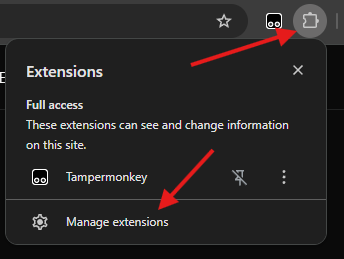 Extensions
Full access
These extensions can see and change information
on this site.
Tampermonkey
Manage extensions